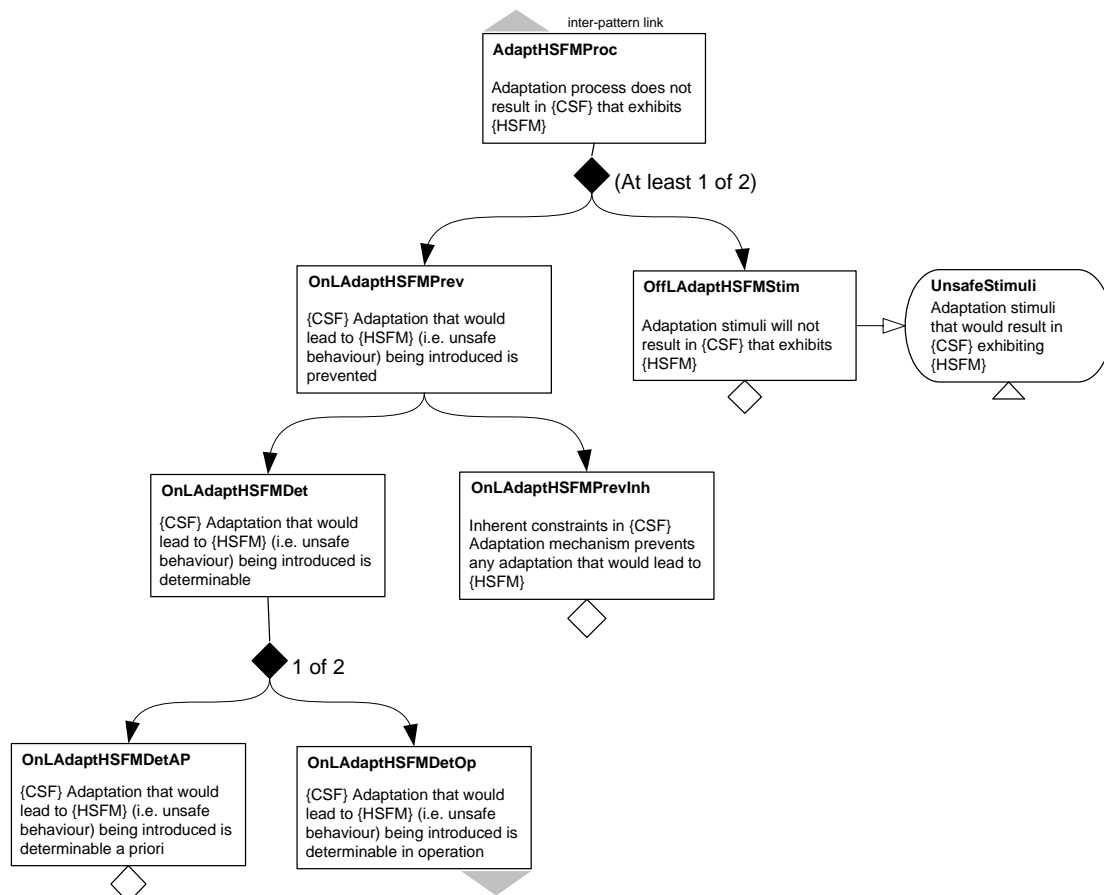 inter-pattern link
AdaptHSFMProc
Adaptation process does not
result in {CSF} that exhibits
{HSFM}
(At least 1 of 2)
OnLAdaptHSFMPrev
{CSF} Adaptation that would
lead to {HSFM} (i.e. unsafe
behaviour) being introduced is
prevented
OffLAdaptHSFMStim
Adaptation stimuli will not
result in {CSF} that exhibits
{HSFM}
UnsafeStimuli
Adaptation stimuli
that would result in
{CSF} exhibiting
{HSFM}
OnLAdaptHSFMDet
{CSF} Adaptation that would
lead to {HSFM} (i.e. unsafe
behaviour) being introduced is
determinable
OnLAdaptHSFMPrevInh
Inherent constraints in {CSF}
Adaptation mechanism prevents
any adaptation that would lead to
{HSFM}
1 of 2
OnLAdaptHSFMDetAP
{CSF} Adaptation that would
lead to {HSFM} (i.e. unsafe
behaviour) being introduced is
determinable a priori
OnLAdaptHSFMDetOp
{CSF} Adaptation that would
lead to {HSFM} (i.e. unsafe
behaviour) being introduced is
determinable in operation